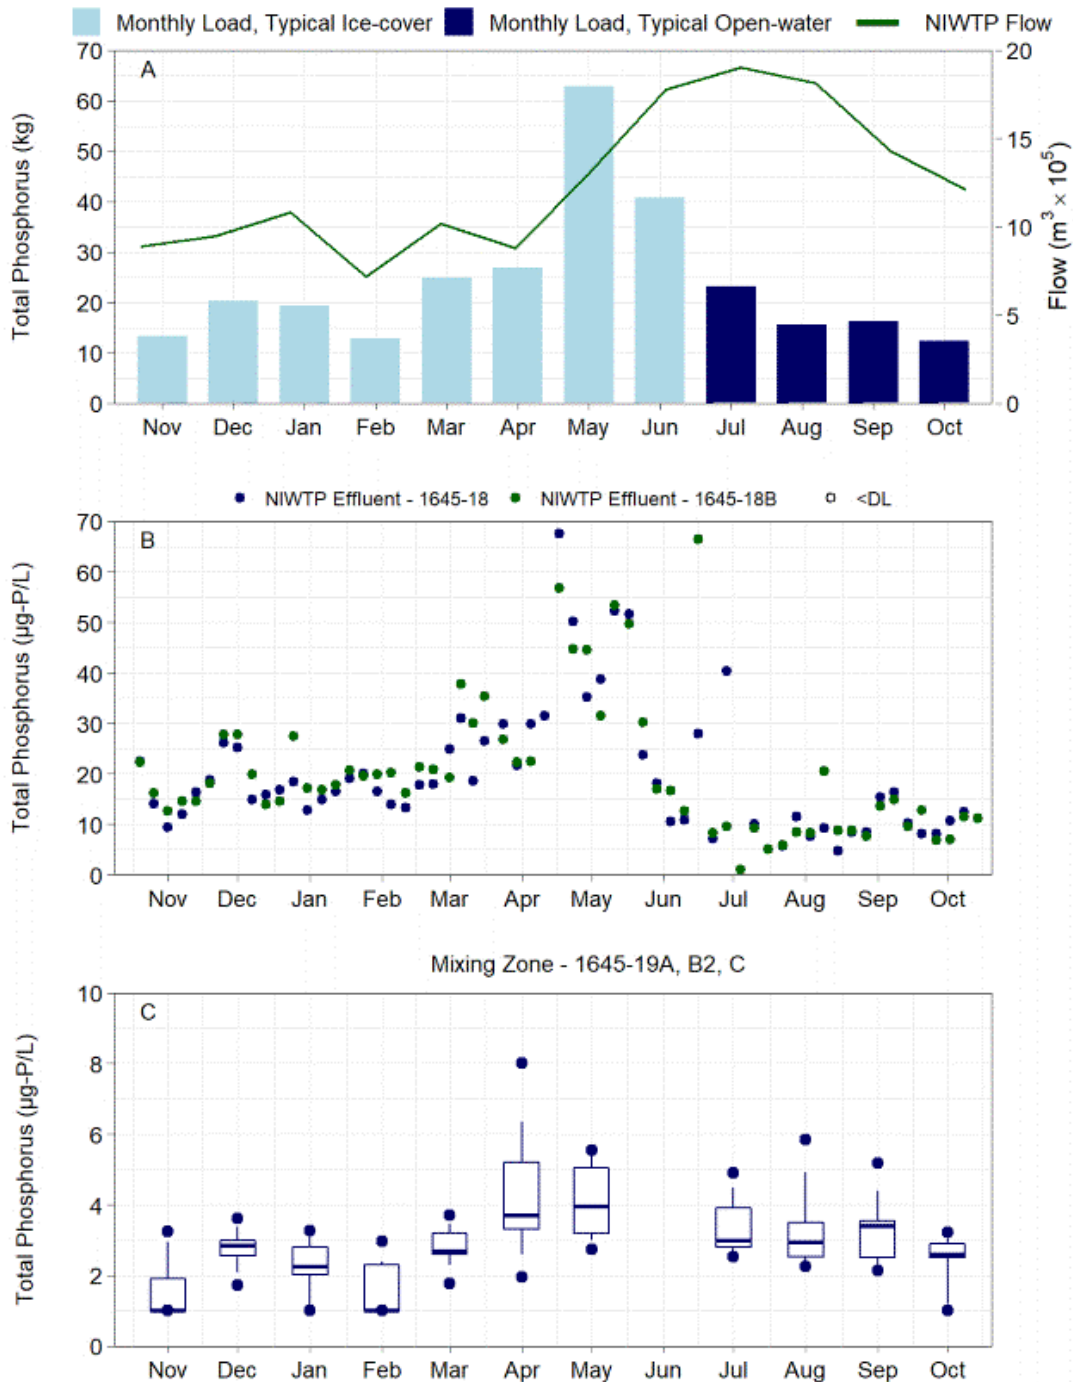 Monthly Load, Typical Ice-cover Monthly Load, Typical Open-water NIWTP Flow
A
Total Phosphorus (kg)
70
60
50
40
30
20
10
0
20
15
10
5
0
Flow (m³ × 10⁵)
Nov Dec Jan Feb Mar Apr May Jun Jul Aug Sep Oct
NIWTP Effluent - 1645-18 NIWTP Effluent - 1645-18B <DL
B
Total Phosphorus (µg-P/L)
70
60
50
40
30
20
10
0
Nov Dec Jan Feb Mar Apr May Jun Jul Aug Sep Oct
Mixing Zone - 1645-19A, B2, C
C
Total Phosphorus (µg-P/L)
10
8
6
4
2
0
Nov Dec Jan Feb Mar Apr May Jun Jul Aug Sep Oct